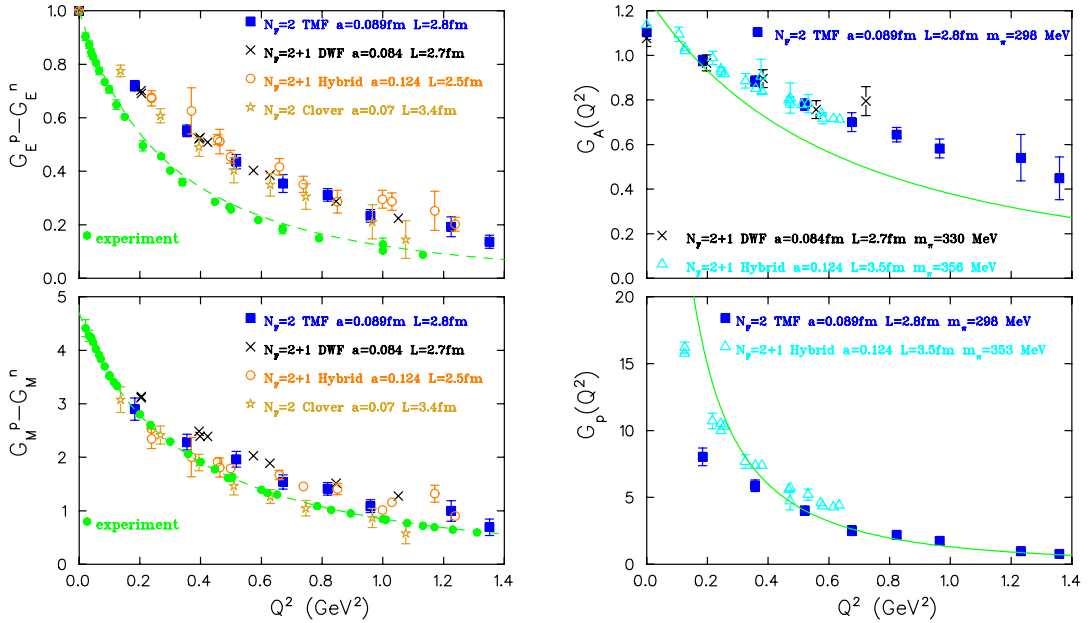 G_E^p-G_E^n
1.0
0.8
0.6
0.4
0.2
0.0
N_F=2 TMF a=0.089fm L=2.8fm
N_F=2+1 DWF a=0.084 L=2.7fm
N_F=2+1 Hybrid a=0.124 L=2.5fm
N_F=2 Clover a=0.07 L=3.4fm
experiment
G_M^p-G_M^n
5
4
3
2
1
0
N_F=2 TMF a=0.089fm L=2.8fm
N_F=2+1 DWF a=0.084 L=2.7fm
N_F=2+1 Hybrid a=0.124 L=2.5fm
N_F=2 Clover a=0.07 L=3.4fm
experiment
0.0 0.2 0.4 0.6 0.8 1.0 1.2 1.4
Q² (GeV²)
G_A(Q²)
1.2
1.0
0.8
0.6
0.4
0.2
0.0
N_F=2 TMF a=0.089fm L=2.8fm m_π=298 MeV
N_F=2+1 DWF a=0.084fm L=2.7fm m_π=330 MeV
N_F=2+1 Hybrid a=0.124 L=3.5fm m_π=356 MeV
G_p(Q²)
20
15
10
5
0
N_F=2 TMF a=0.089fm L=2.8fm m_π=298 MeV
N_F=2+1 Hybrid a=0.124 L=3.5fm m_π=353 MeV
0.0 0.2 0.4 0.6 0.8 1.0 1.2 1.4
Q² (GeV²)